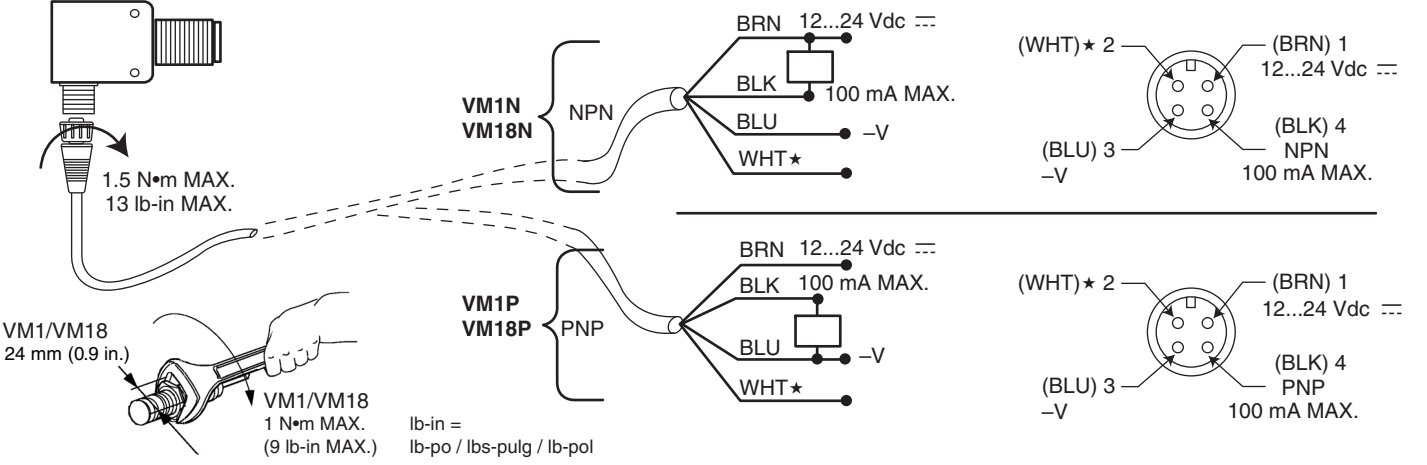 1.5 N•m MAX.
13 lb-in MAX.
VM1/VM18
24 mm (0.9 in.)
VM1/VM18
1 N•m MAX.
(9 lb-in MAX.)
lb-in =
lb-po / lbs-pulg / lb-pol
VM1N
VM18N
NPN
BRN 12...24 Vdc ⎓
BLK
100 mA MAX.
BLU –V
WHT★
(WHT)★ 2
(BRN) 1
12...24 Vdc ⎓
(BLU) 3
–V
(BLK) 4
NPN
100 mA MAX.
VM1P
VM18P
PNP
BRN 12...24 Vdc ⎓
BLK 100 mA MAX.
BLU –V
WHT★
(WHT)★ 2
(BRN) 1
12...24 Vdc ⎓
(BLU) 3
–V
(BLK) 4
PNP
100 mA MAX.